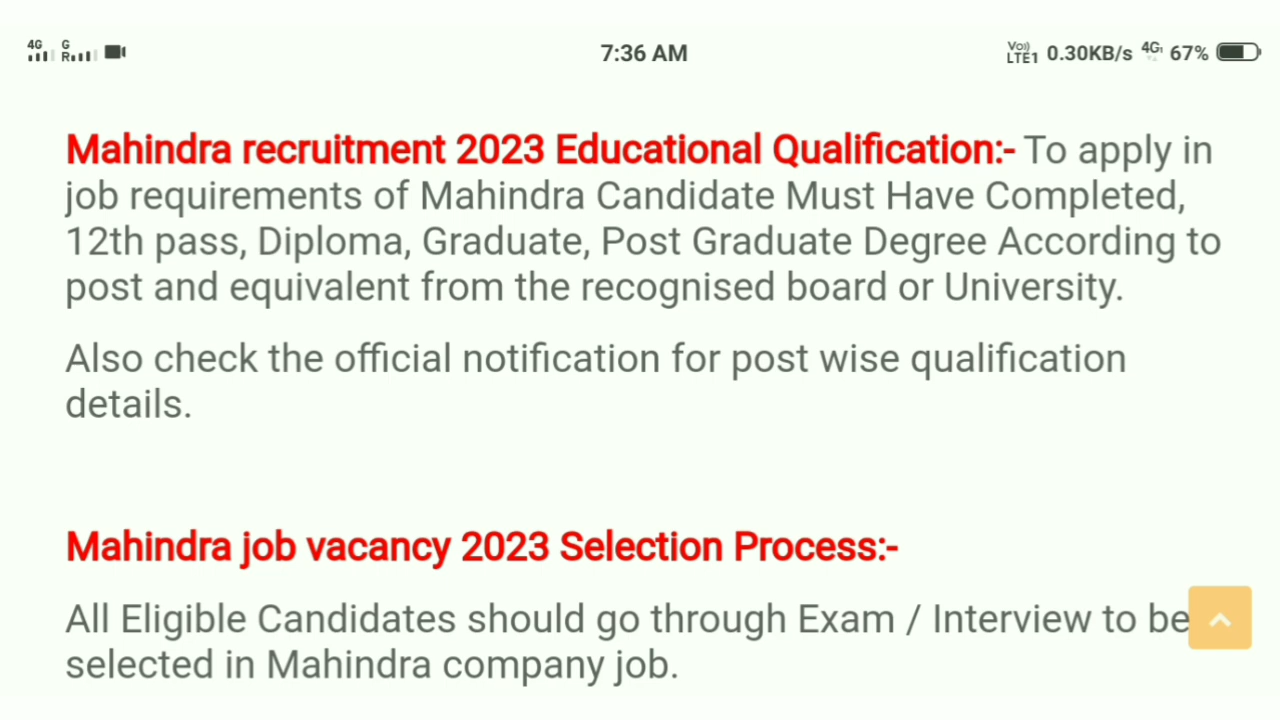 4G G R 7:36 AM Vo)) LTE1 0.30KB/s 4G 67%
Mahindra recruitment 2023 Educational Qualification:- To apply in
job requirements of Mahindra Candidate Must Have Completed,
12th pass, Diploma, Graduate, Post Graduate Degree According to
post and equivalent from the recognised board or University.
Also check the official notification for post wise qualification
details.
Mahindra job vacancy 2023 Selection Process:-
All Eligible Candidates should go through Exam / Interview to be
selected in Mahindra company job.